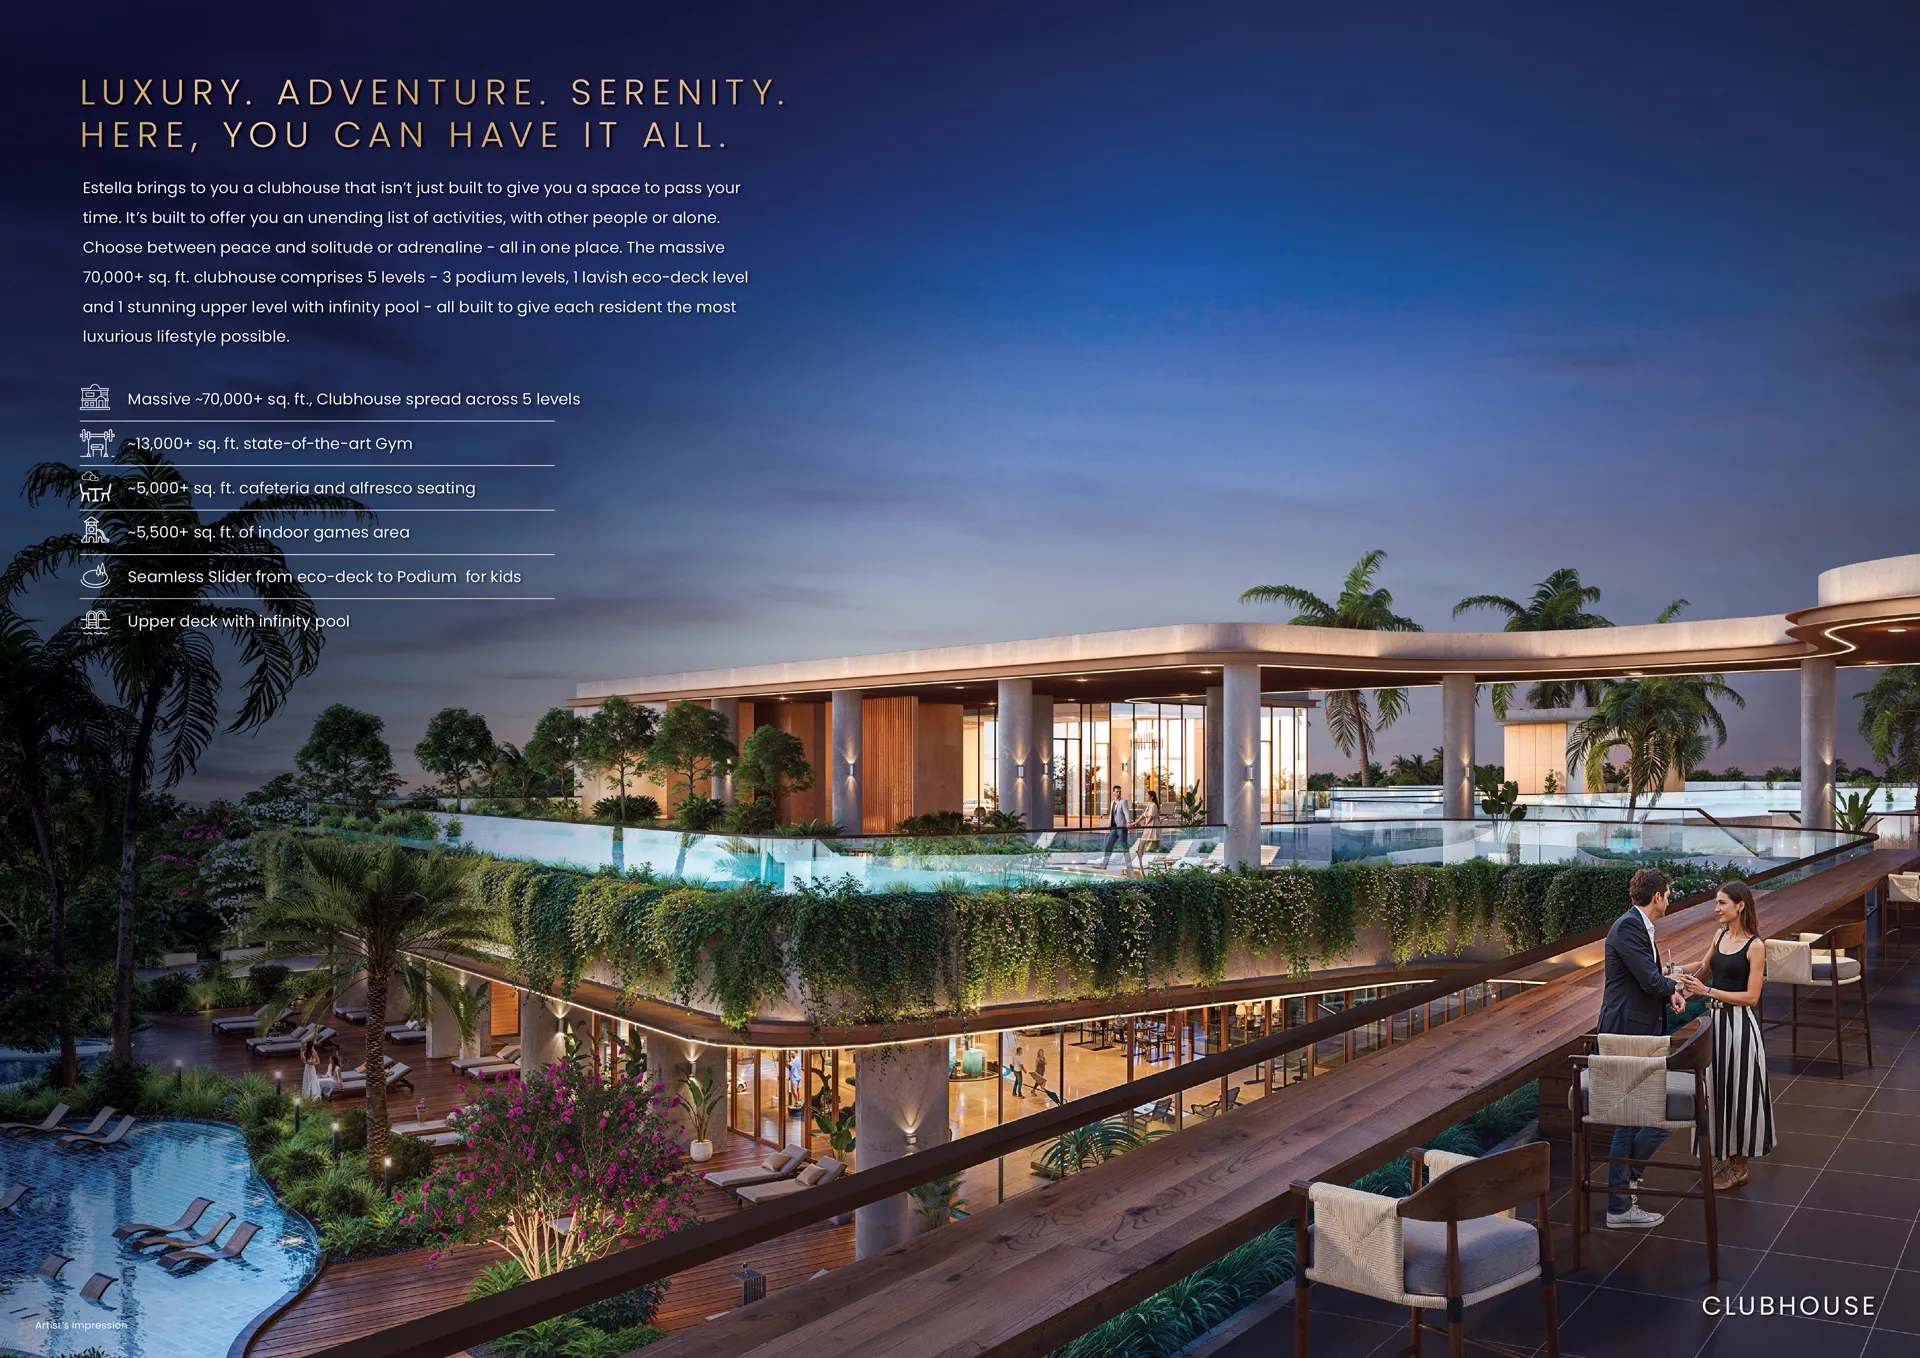 LUXURY. ADVENTURE. SERENITY.
HERE, YOU CAN HAVE IT ALL.
Estella brings to you a clubhouse that isn't just built to give you a space to pass your
time. It's built to offer you an unending list of activities, with other people or alone.
Choose between peace and solitude or adrenaline - all in one place. The massive
70,000+ sq. ft. clubhouse comprises 5 levels - 3 podium levels, 1 lavish eco-deck level
and 1 stunning upper level with infinity pool - all built to give each resident the most
luxurious lifestyle possible.
Massive ~70,000+ sq. ft., Clubhouse spread across 5 levels
~13,000+ sq. ft. state-of-the-art Gym
~5,000+ sq. ft. cafeteria and alfresco seating
~5,500+ sq. ft. of indoor games area
Seamless Slider from eco-deck to Podium  for kids
Upper deck with infinity pool
CLUBHOUSE
Artist's Impression